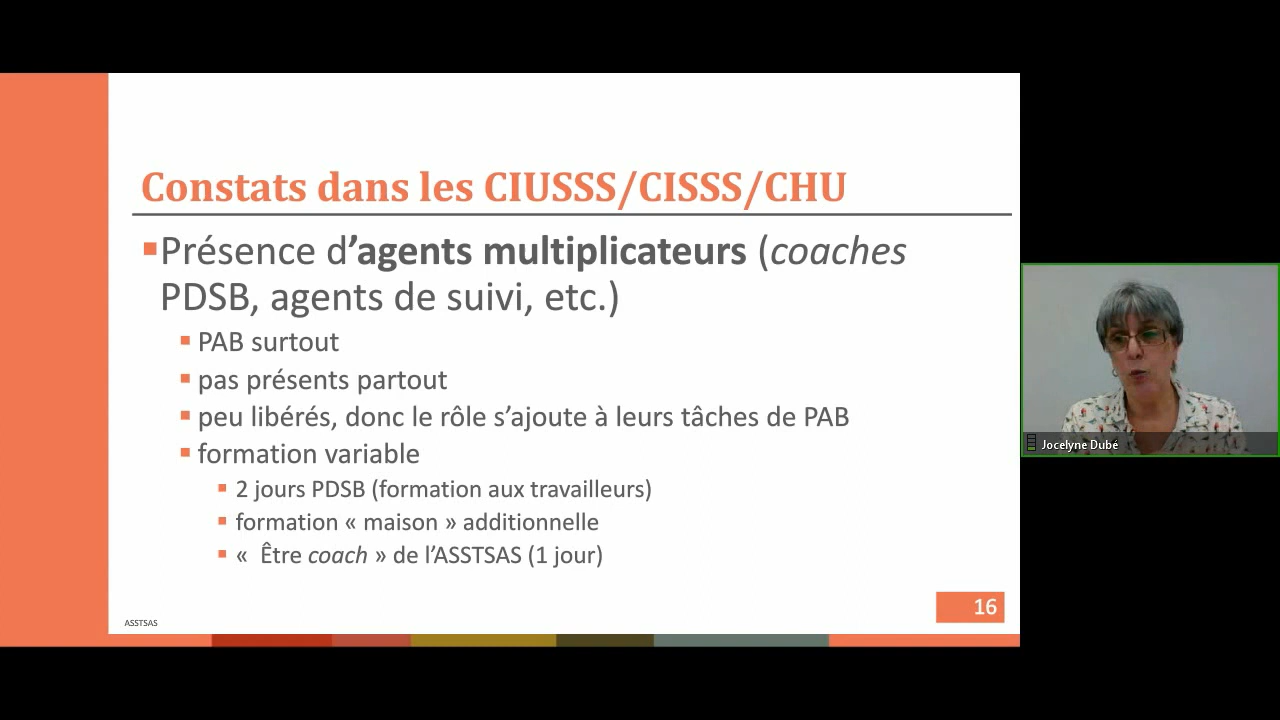 Constats dans les CIUSSS/CISSS/CHU
Présence d’agents multiplicateurs (coaches
PDSB, agents de suivi, etc.)
PAB surtout
pas présents partout
peu libérés, donc le rôle s’ajoute à leurs tâches de PAB
formation variable
2 jours PDSB (formation aux travailleurs)
formation « maison » additionnelle
«  Être coach » de l’ASSTSAS (1 jour)
16
ASSTSAS
Jocelyne Dubé